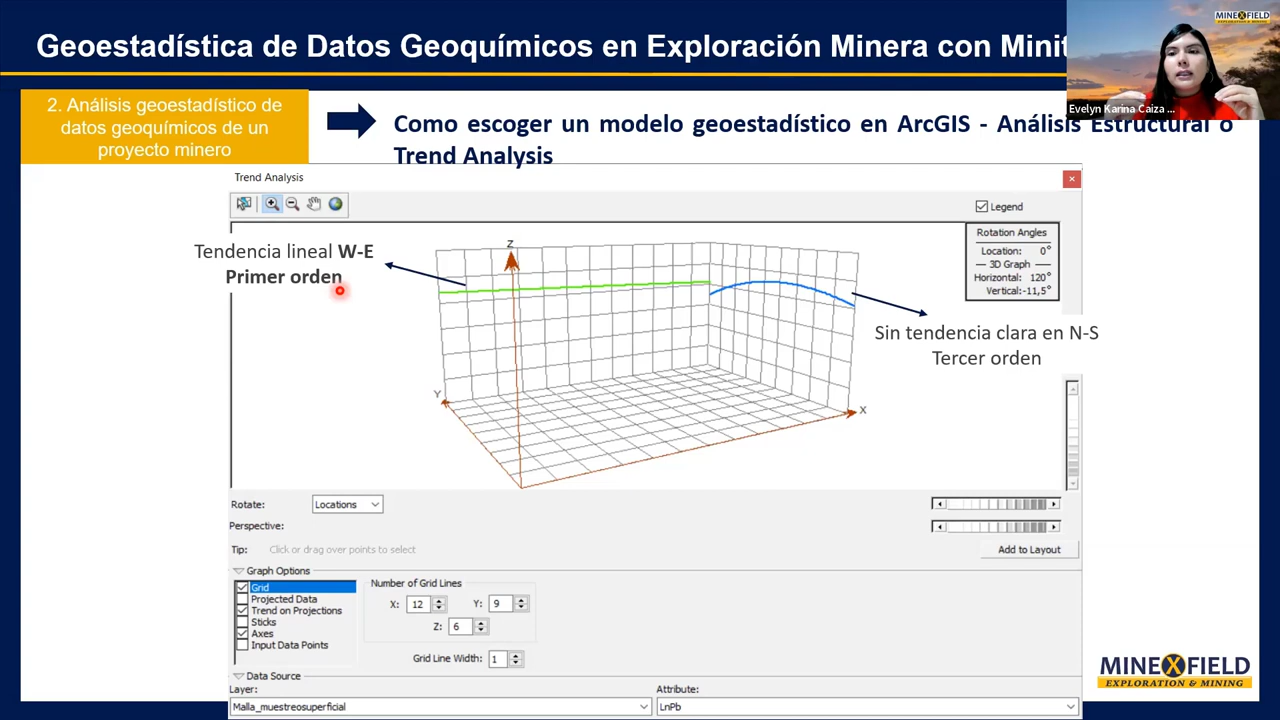 Geoestadística de Datos Geoquímicos en Exploración Minera con Minit
MINEXFIELD
EXPLORATION & MINING
Evelyn Karina Caiza ...
2. Análisis geoestadístico de
datos geoquímicos de un
proyecto minero
Como escoger un modelo geoestadístico en ArcGIS - Análisis Estructural o
Trend Analysis
Trend Analysis
Legend
Tendencia lineal W-E
Primer orden
Z
Y
X
Rotation Angles
Location: 0°
3D Graph
Horizontal: 120°
Vertical:-11,5°
Sin tendencia clara en N-S
Tercer orden
Rotate: Locations
Perspective:
Tip: Click or drag over points to select
Add to Layout
Graph Options
Grid
Projected Data
Trend on Projections
Sticks
Axes
Input Data Points
Number of Grid Lines
X: 12 Y: 9
Z: 6
Grid Line Width: 1
Data Source
Layer: Attribute:
Malla_muestreosuperficial LnPb
MINEXFIELD
EXPLORATION & MINING